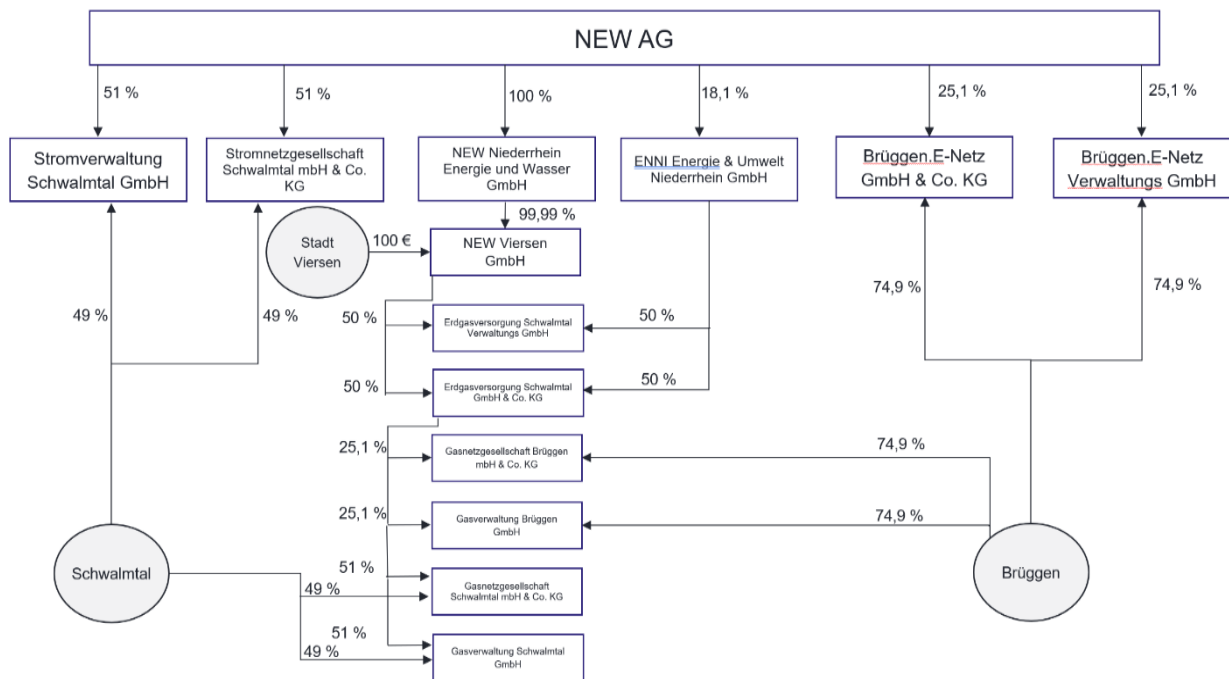 NEW AG
51 %
51 %
100 %
18,1 %
25,1 %
25,1 %
Stromverwaltung
Schwalmtal GmbH
Stromnetzgesellschaft
Schwalmtal mbH & Co.
KG
NEW Niederrhein
Energie und Wasser
GmbH
ENNI Energie & Umwelt
Niederrhein GmbH
Brüggen.E-Netz
GmbH & Co. KG
Brüggen.E-Netz
Verwaltungs GmbH
99,99 %
Stadt
Viersen
100 €
NEW Viersen
GmbH
74,9 %
74,9 %
49 %
49 %
50 %
Erdgasversorgung Schwalmtal
Verwaltungs GmbH
50 %
50 %
Erdgasversorgung Schwalmtal
GmbH & Co. KG
50 %
25,1 %
Gasnetzgesellschaft Brüggen
mbH & Co. KG
74,9 %
25,1 %
Gasverwaltung Brüggen
GmbH
74,9 %
Schwalmtal
51 %
49 %
Gasnetzgesellschaft
Schwalmtal mbH & Co. KG
Brüggen
51 %
49 %
Gasverwaltung Schwalmtal
GmbH